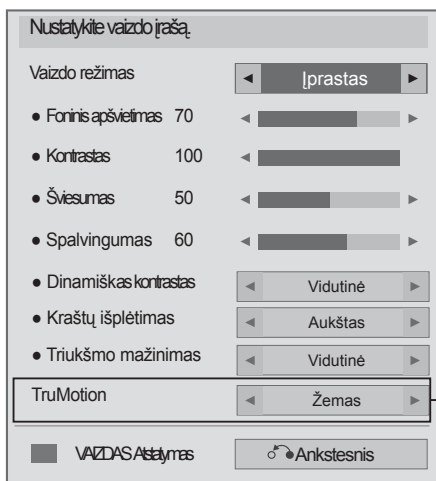 Nustatykite vaizdo įrašą.
Vaizdo režimas ◄ Įprastas ►
● Foninis apšvietimas 70 ◄ ►
● Kontrastas 100 ◄
● Šviesumas 50 ◄ ►
● Spalvingumas 60 ◄ ►
● Dinamiškas kontrastas ◄ Vidutinė ►
● Kraštų išplėtimas ◄ Aukštas ►
● Triukšmo mažinimas ◄ Vidutinė ►
TruMotion ◄ Žemas ►
VAIZDAS Atstatymas Ankstesnis